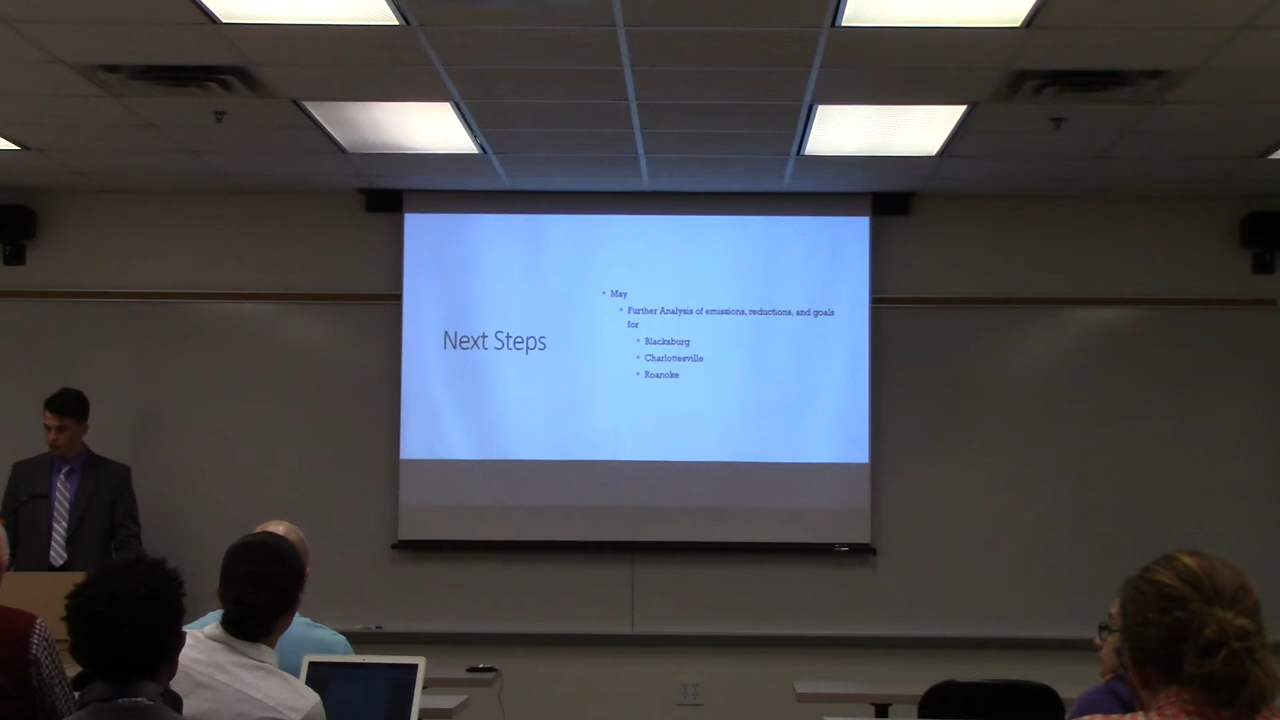 Next Steps
May
Further Analysis of emissions, reductions, and goals
for
Blacksburg
Charlottesville
Roanoke